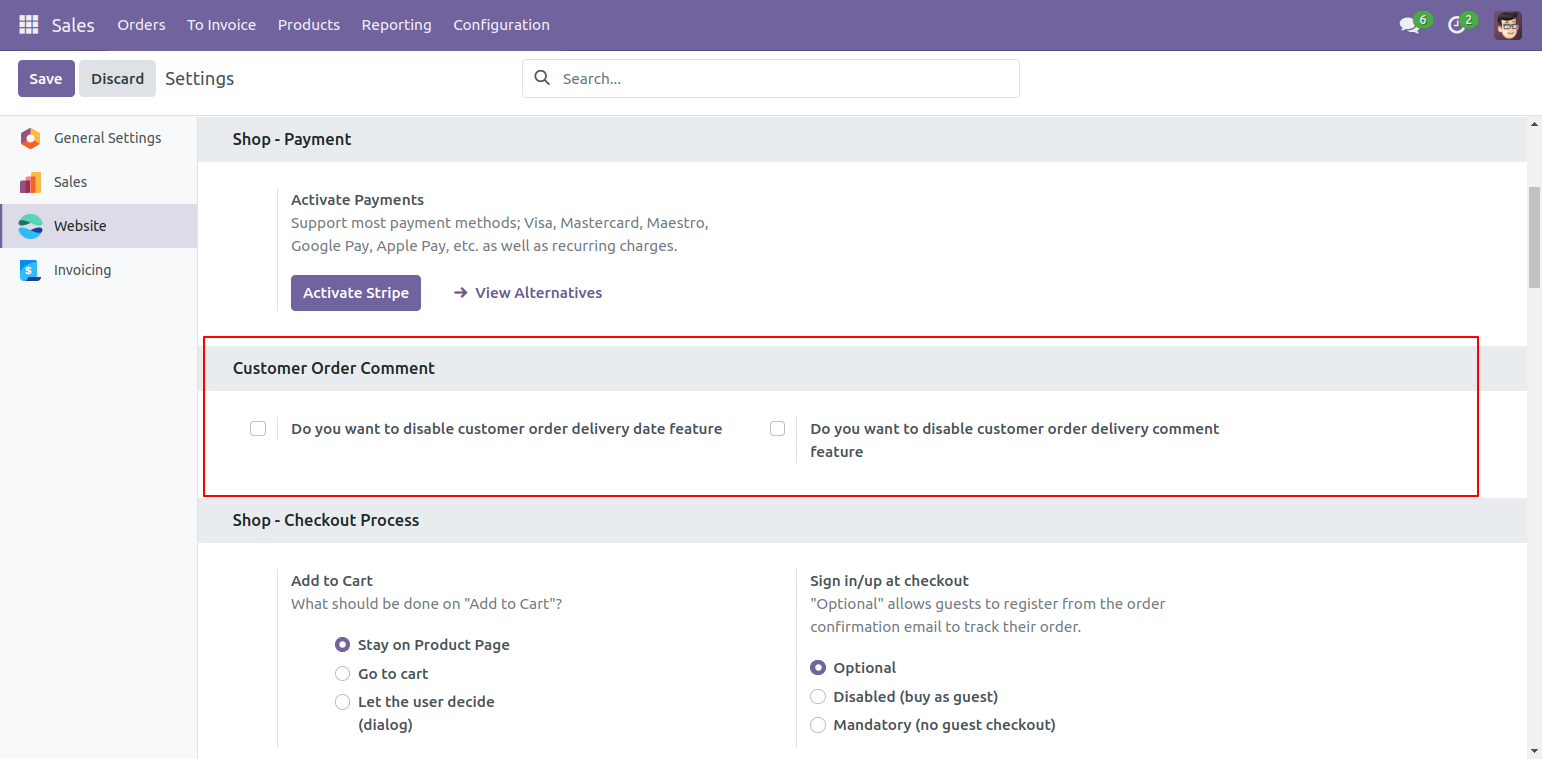 Sales Orders To Invoice Products Reporting Configuration 6 2
Save Discard Settings Search...
General Settings
Sales
Website
Invoicing
Shop - Payment
Activate Payments
Support most payment methods; Visa, Mastercard, Maestro,
Google Pay, Apple Pay, etc. as well as recurring charges.
Activate Stripe View Alternatives
Customer Order Comment
Do you want to disable customer order delivery date feature
Do you want to disable customer order delivery comment
feature
Shop - Checkout Process
Add to Cart
What should be done on "Add to Cart"?
Stay on Product Page
Go to cart
Let the user decide
(dialog)
Sign in/up at checkout
"Optional" allows guests to register from the order
confirmation email to track their order.
Optional
Disabled (buy as guest)
Mandatory (no guest checkout)